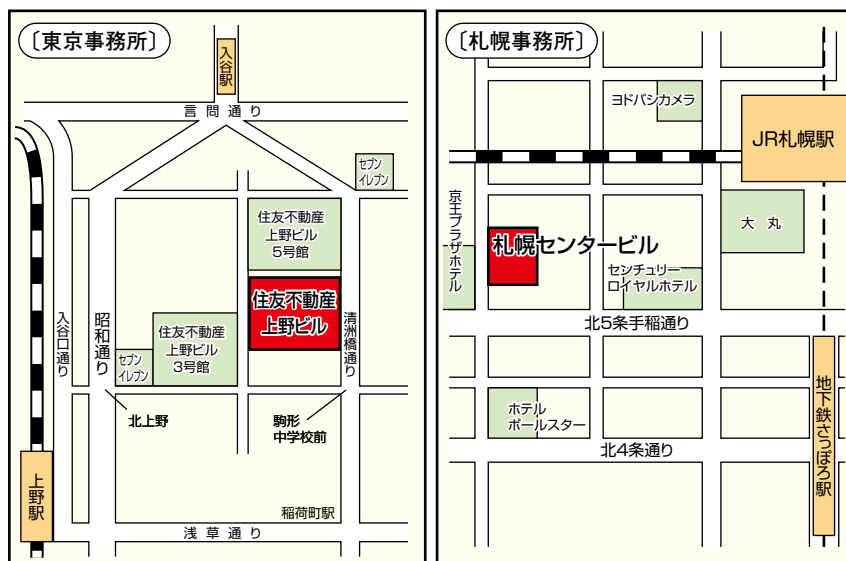 〔東京事務所〕
入谷駅
言問通り
セブン
イレブン
住友不動産
上野ビル
5号館
住友不動産
上野ビル
入谷口通り
昭和通り
セブン
イレブン
住友不動産
上野ビル
3号館
清洲橋通り
北上野
駒形
中学校前
上野駅
稲荷町駅
浅草通り
〔札幌事務所〕
ヨドバシカメラ
JR札幌駅
京王プラザホテル
札幌センタービル
大丸
センチュリー
ロイヤルホテル
北5条手稲通り
ホテル
ポールスター
北4条通り
地下鉄さっぽろ駅